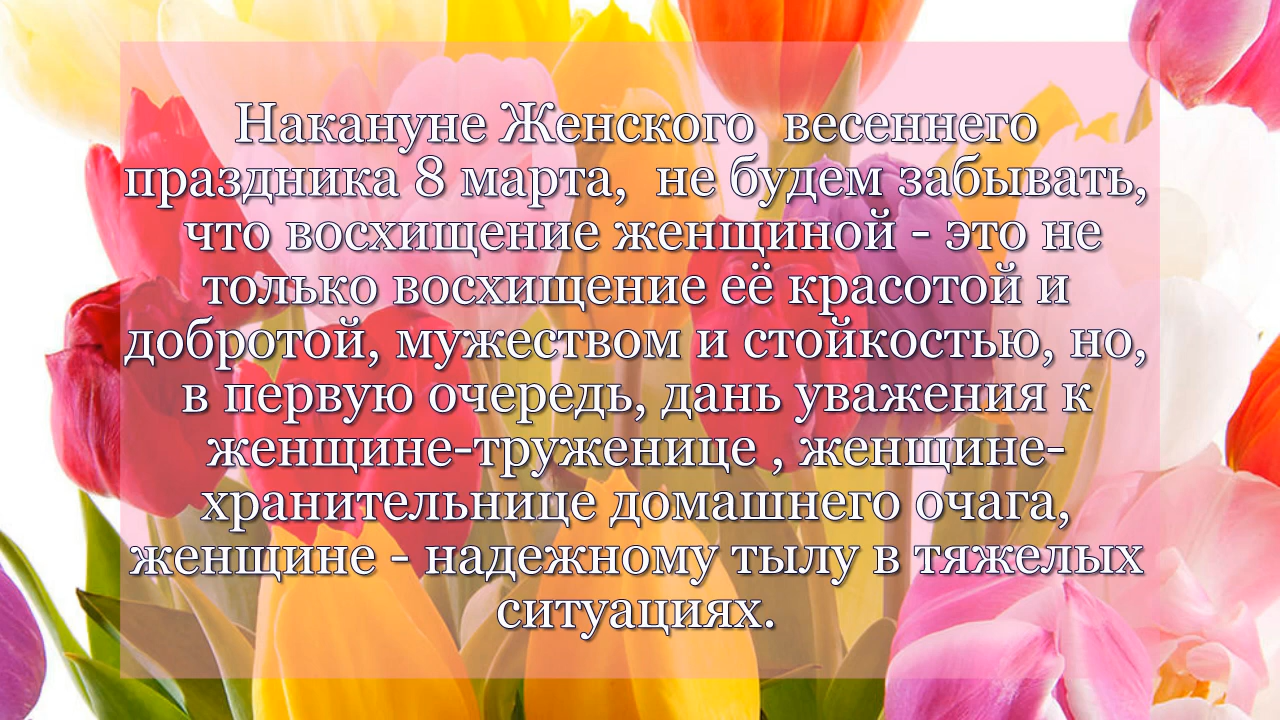 Накануне Женского  весеннего
праздника 8 марта,  не будем забывать,
что восхищение женщиной - это не
только восхищение её красотой и
добротой, мужеством и стойкостью, но,
в первую очередь, дань уважения к
женщине-труженице , женщине-
хранительнице домашнего очага,
женщине - надежному тылу в тяжелых
ситуациях.